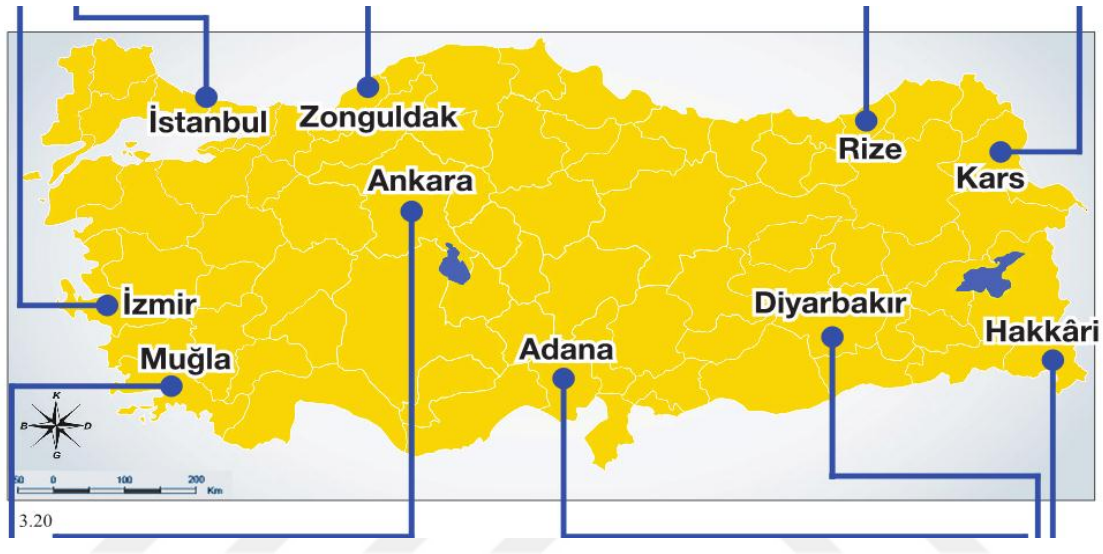 İstanbul
Zonguldak
Rize
Kars
Ankara
İzmir
Diyarbakır
Hakkâri
Adana
Muğla
K
B
D
G
50 0 100 200
Km
3.20